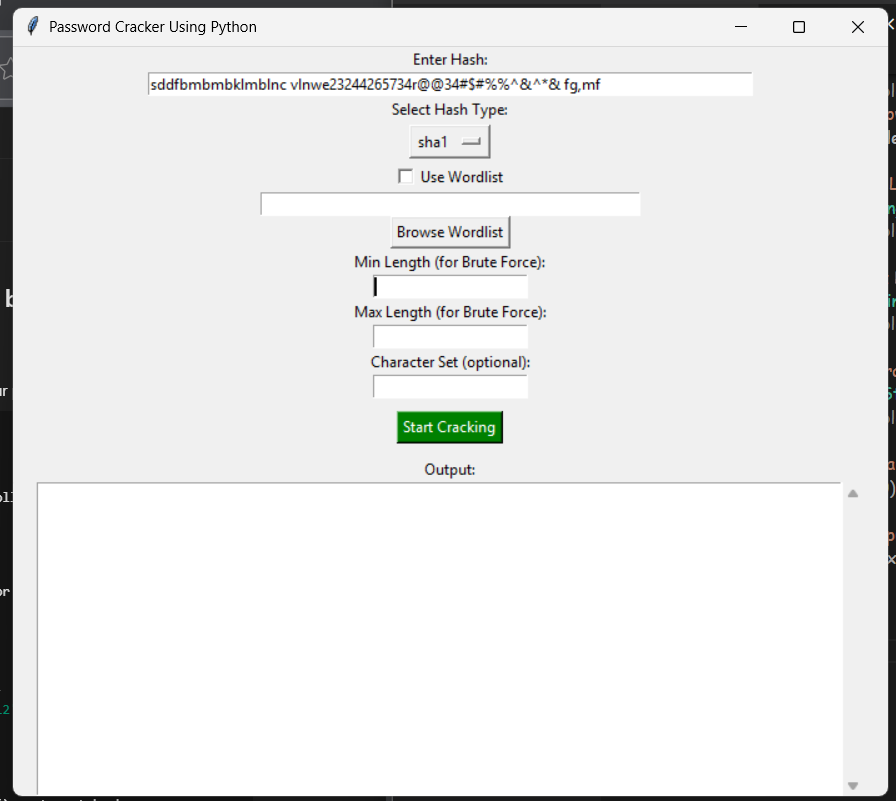 Password Cracker Using Python
Enter Hash:
sddfbmbmbklmblnc vlnwe23244265734r@@34#$#%%^&^*& fg,mf
Select Hash Type:
sha1
Use Wordlist
Browse Wordlist
Min Length (for Brute Force):
Max Length (for Brute Force):
Character Set (optional):
Start Cracking
Output: